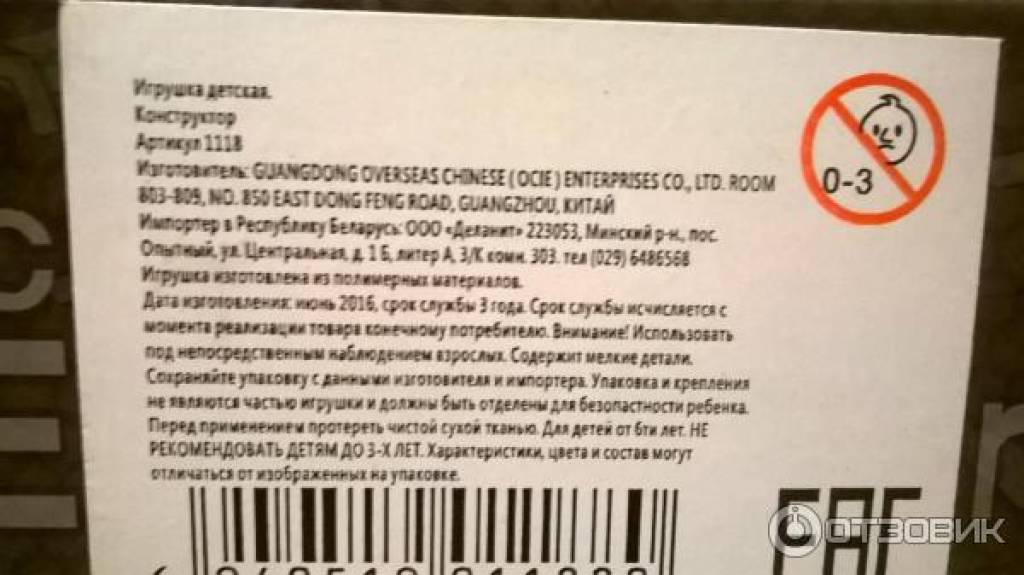 Игрушка детская.
Конструктор
Артикул 1118
Изготовитель: GUANGDONG OVERSEAS CHINESE ( OCIE ) ENTERPRISES CO., LTD. ROOM
803-809, NO. 850 EAST DONG FENG ROAD, GUANGZHOU, КИТАЙ
Импортер в Республику Беларусь: ООО «Деланит» 223053, Минский р-н., пос.
Опытный, ул. Центральная, д. 1 Б, литер А, 3/К комн. 303. тел (029) 6486568
Игрушка изготовлена из полимерных материалов.
Дата изготовления: июнь 2016, срок службы 3 года. Срок службы исчисляется с
момента реализации товара конечному потребителю. Внимание! Использовать
под непосредственным наблюдением взрослых. Содержит мелкие детали.
Сохраняйте упаковку с данными изготовителя и импортера. Упаковка и крепления
не являются частью игрушки и должны быть отделены для безопастности ребенка.
Перед применением протереть чистой сухой тканью. Для детей от 6ти лет. НЕ
РЕКОМЕНДОВАТЬ ДЕТЯМ ДО 3-Х ЛЕТ. Характеристики, цвета и состав могут
отличаться от изображенных на упаковке.
0-3
EAC
ОТЗОВИК